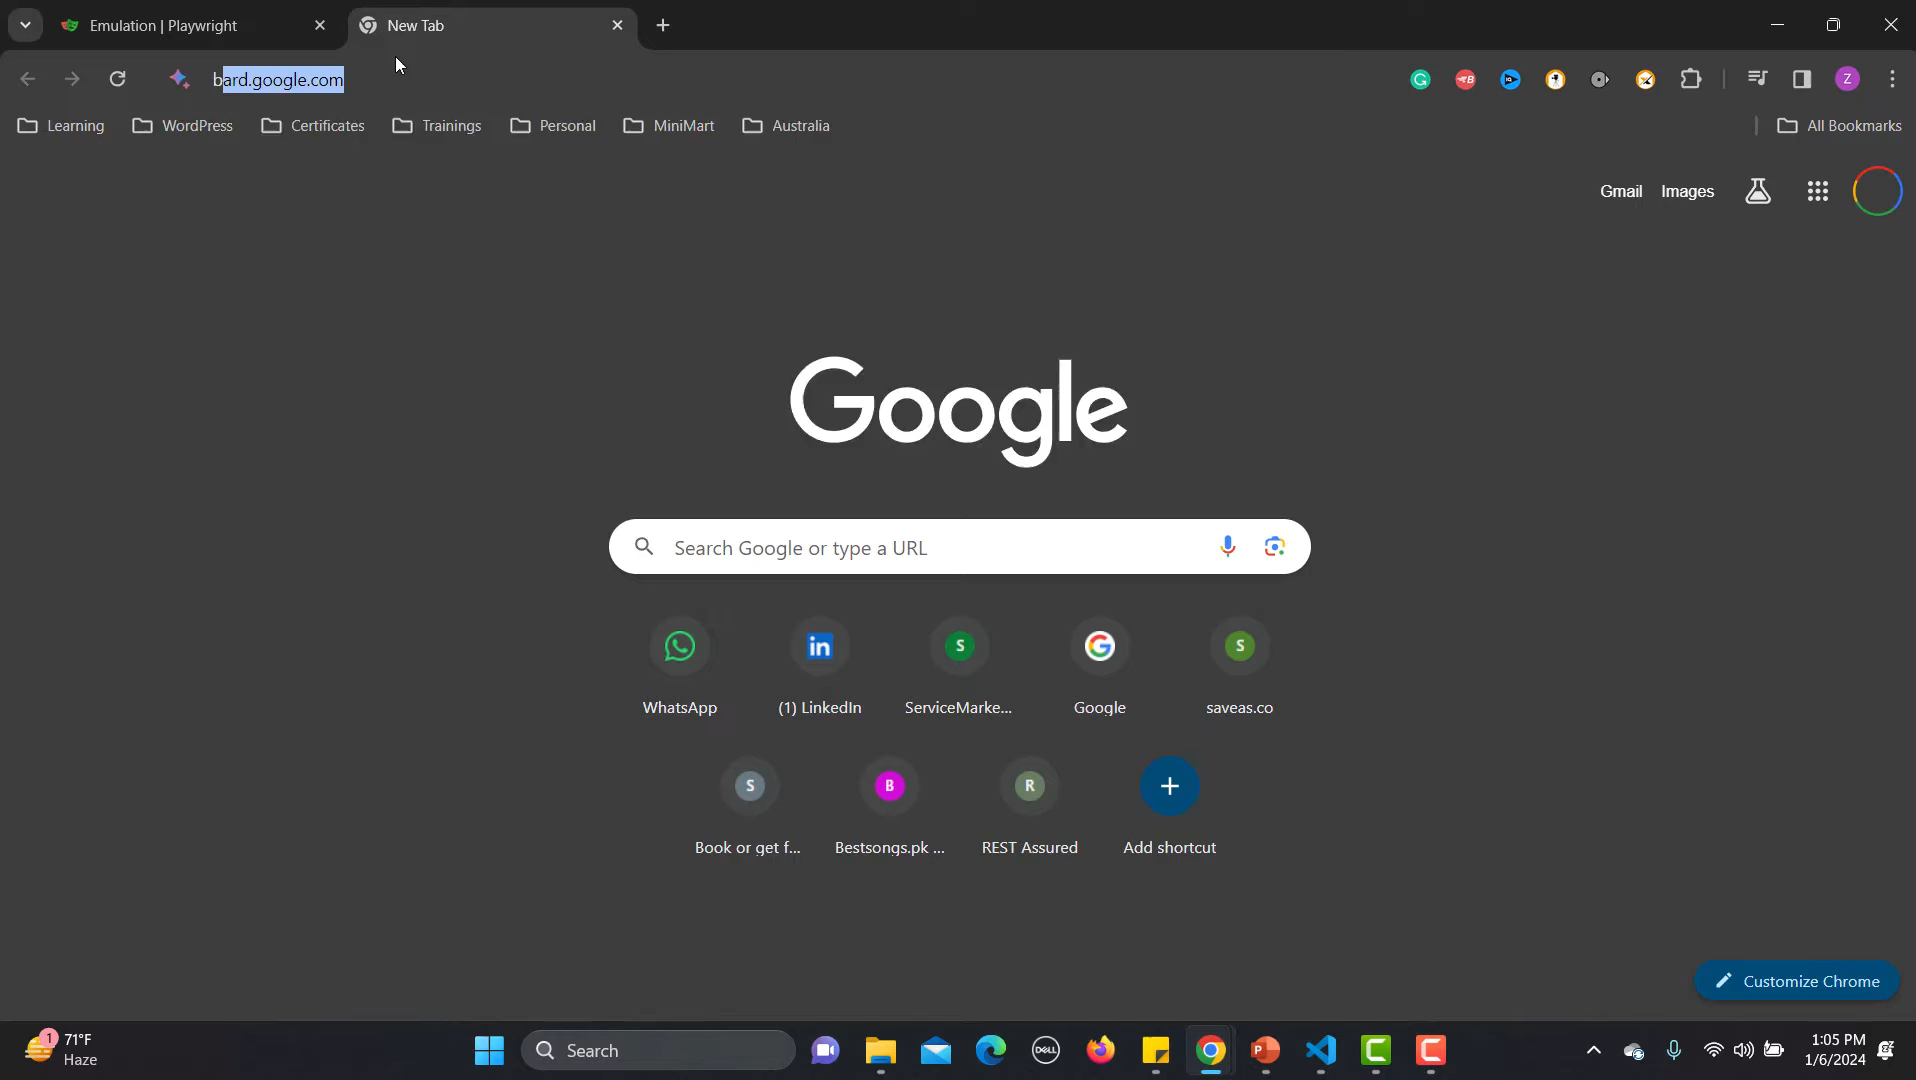 Emulation | Playwright
New Tab
bard.google.com
Z
Learning
WordPress
Certificates
Trainings
Personal
MiniMart
Australia
All Bookmarks
Gmail
Images
Google
Search Google or type a URL
S
S
WhatsApp
(1) LinkedIn
ServiceMarke...
Google
saveas.co
S
B
R
Book or get f...
Bestsongs.pk ...
REST Assured
Add shortcut
Customize Chrome
1
71°F
Haze
Search
DELL
1:05 PM
1/6/2024